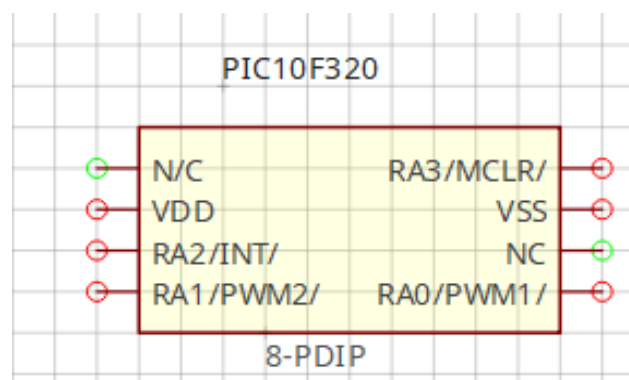 PIC10F320
N/C RA3/MCLR/
VDD VSS
RA2/INT/ NC
RA1/PWM2/ RA0/PWM1/
8-PDIP